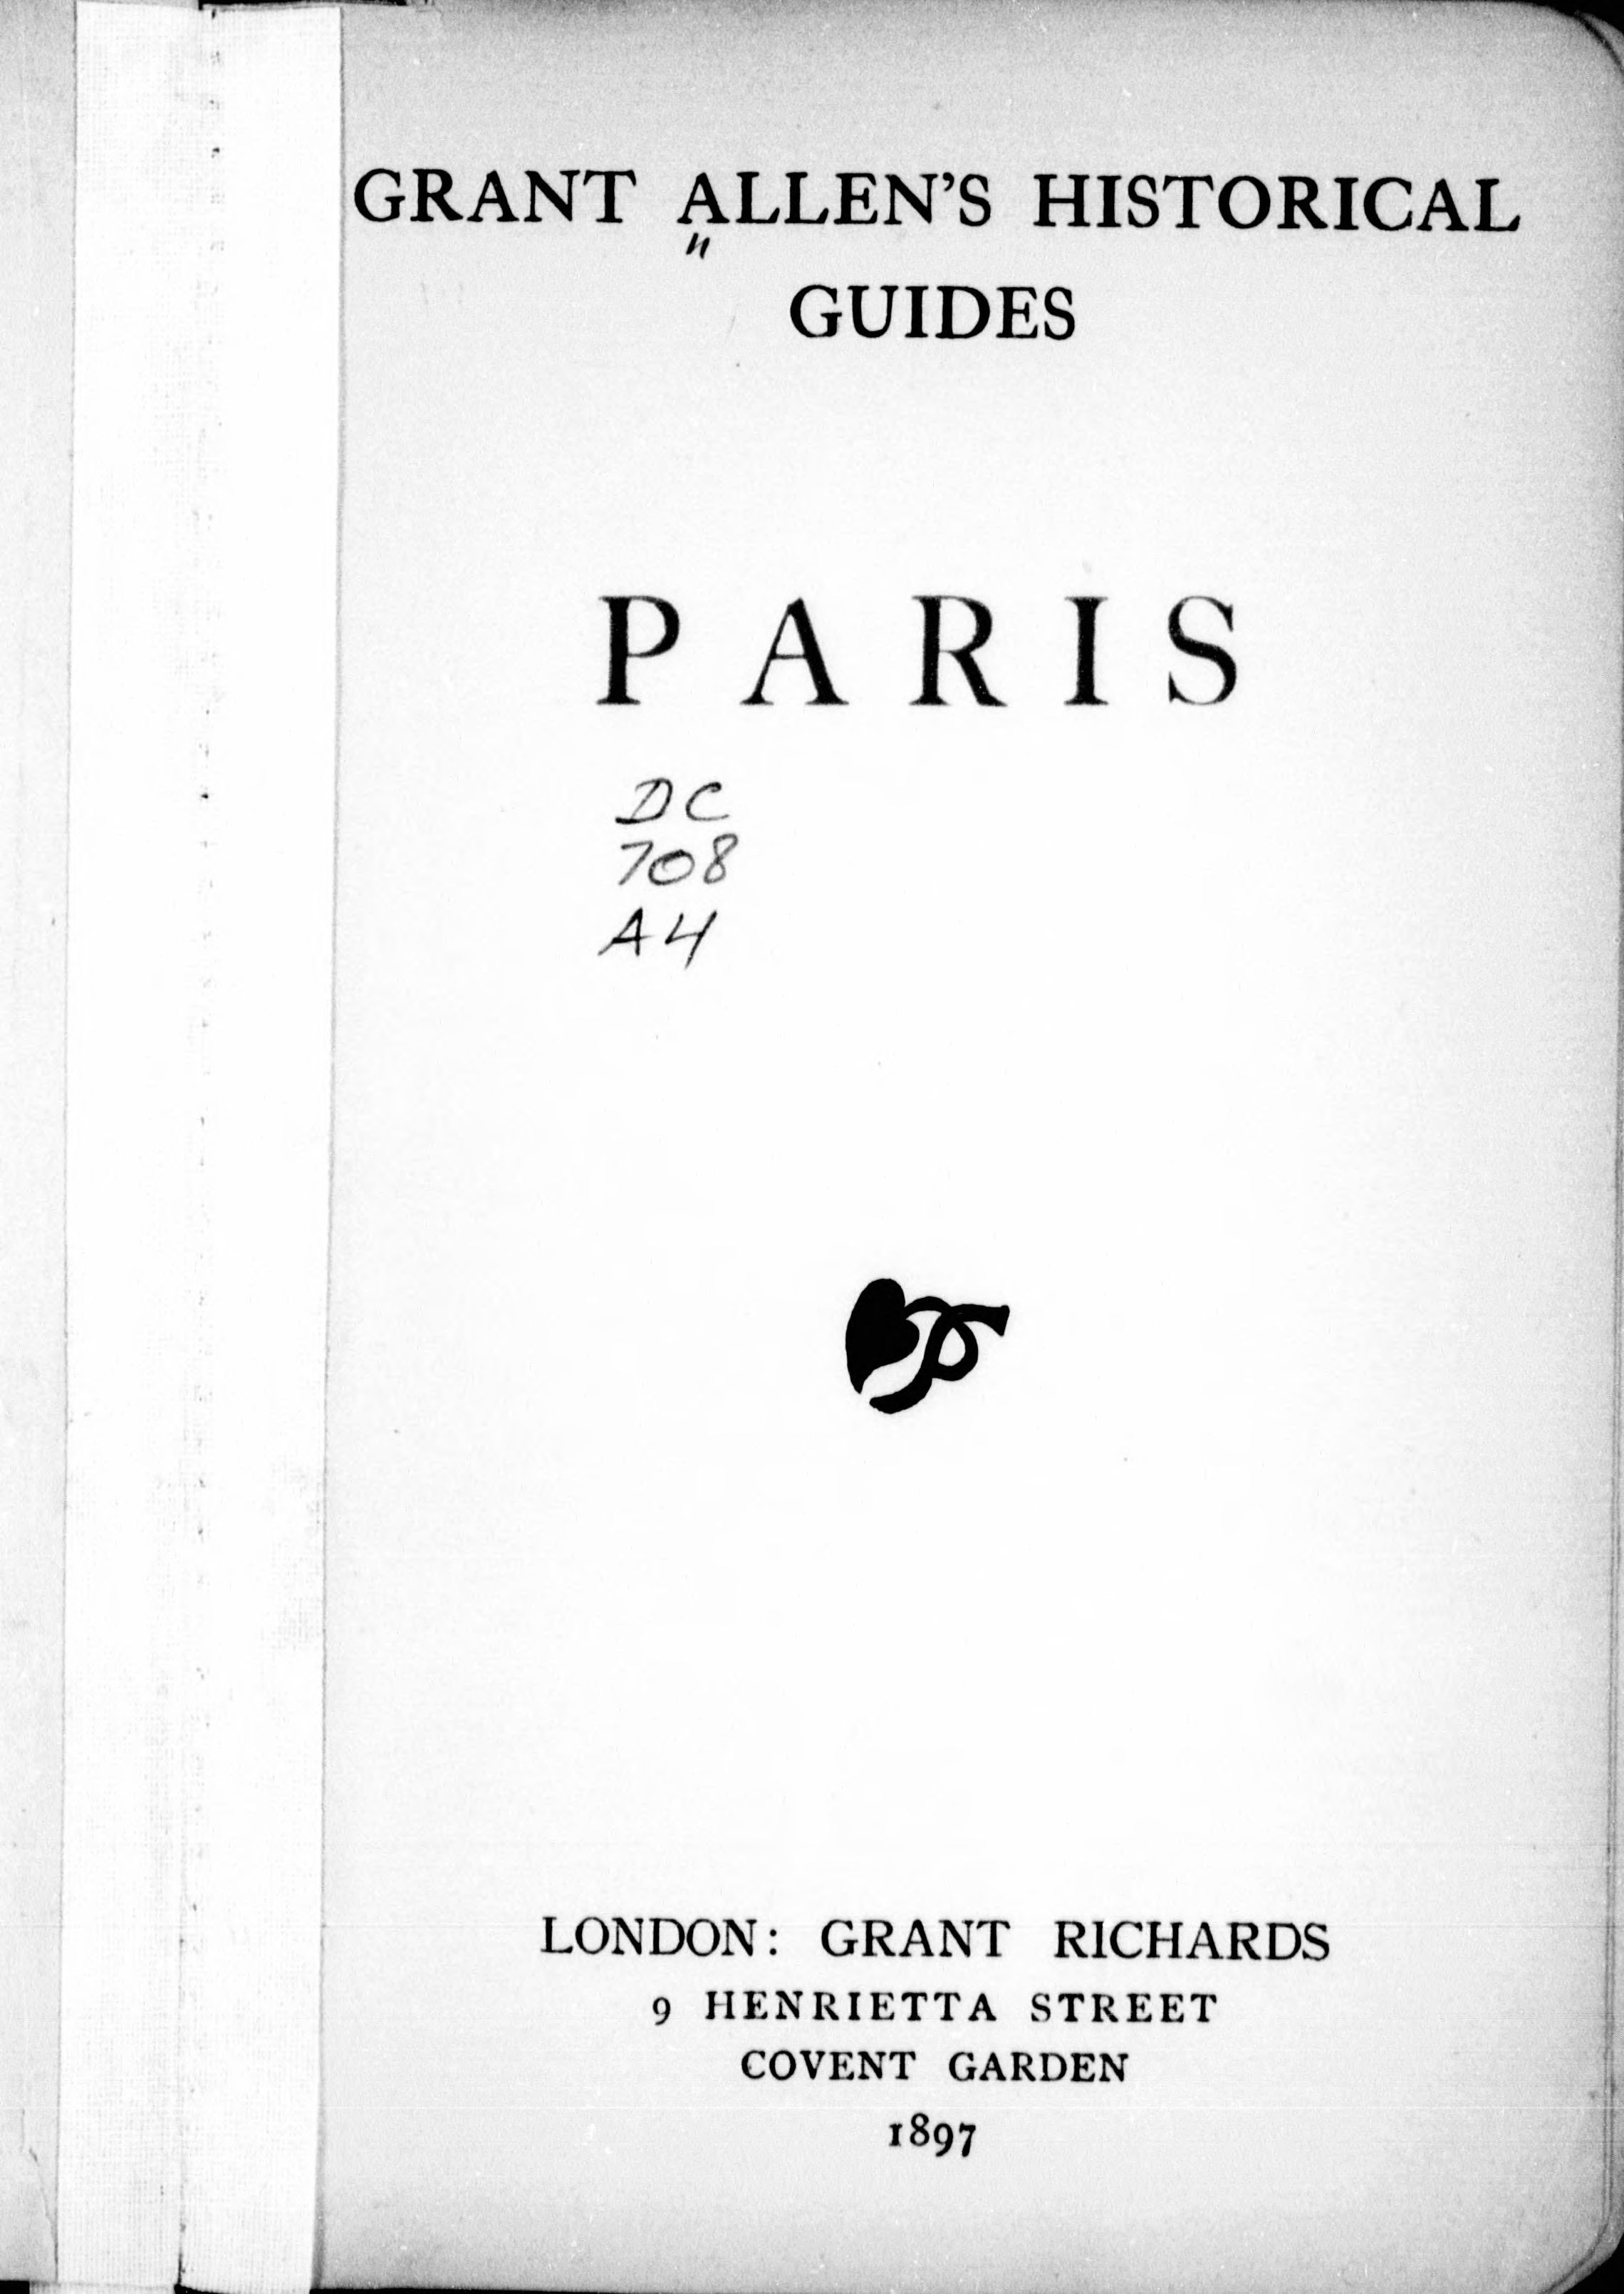 GRANT ALLEN'S HISTORICAL
GUIDES
PARIS
DC
708
A4
LONDON: GRANT RICHARDS
9 HENRIETTA STREET
COVENT GARDEN
1897